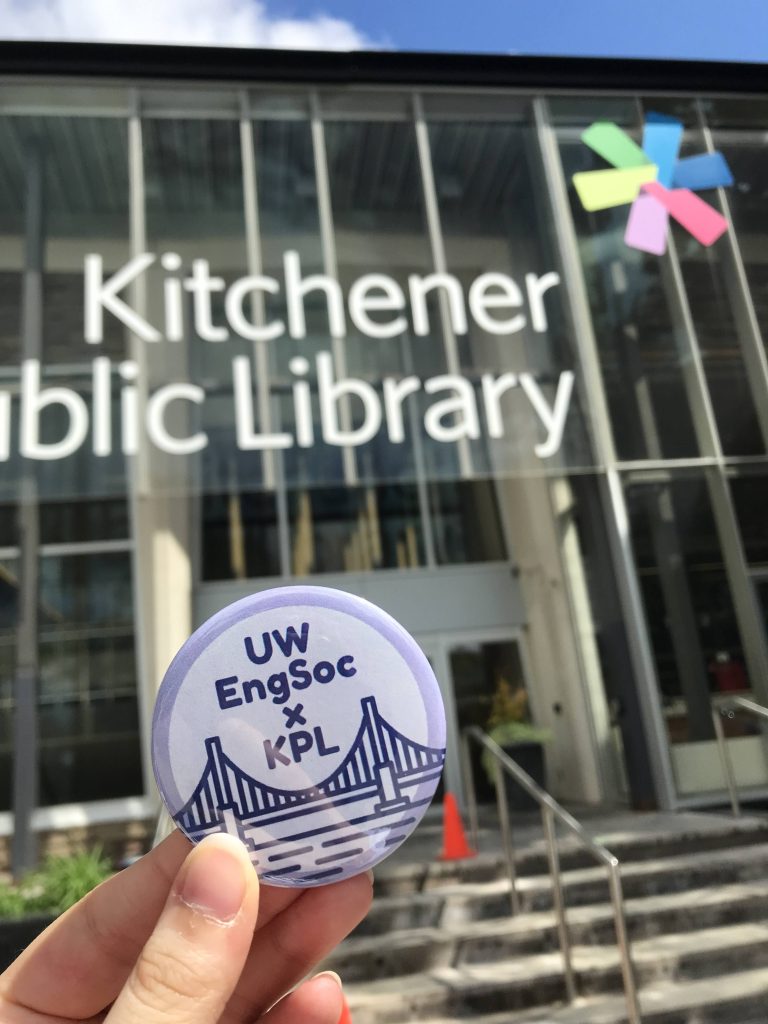 Kitchener
ublic Library
UW
EngSoc
x
KPL